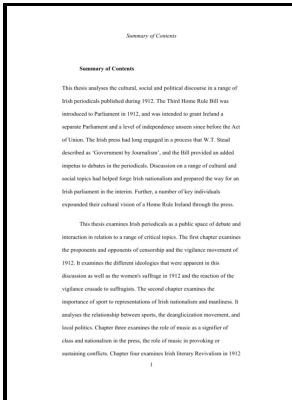 Summary of Contents
Summary of Contents
This thesis analyses the cultural, social and political discourse in a range of
Irish periodicals published during 1912. The Third Home Rule Bill was
introduced to Parliament in 1912, and was intended to grant Ireland a
separate Parliament and a level of independence unseen since before the Act
of Union. The Irish press had long engaged in a process that W.T. Stead
described as 'Government by Journalism', and the Bill provided an added
impetus to debates in the periodicals. Discussion on a range of cultural and
social topics had helped forge Irish nationalism and prepared the way for an
Irish parliament in the interim. Further, a number of key individuals
expounded their cultural vision of a Home Rule Ireland through the press.
This thesis examines Irish periodicals as a public space of debate and
interaction in relation to a range of critical topics. The first chapter examines
the proponents and opponents of censorship and the vigilance movement of
1912. It examines the different ideologies that were apparent in this
discussion as well as the women's suffrage in 1912 and the reaction of the
vigilance crusade to suffragists. The second chapter examines the
importance of sport to representations of Irish nationalism and manliness. It
analyses the relationship between sports, the deanglicization movement, and
local politics. Chapter three examines the role of music as a signifier of
class and nationalism in the press, the role of music in provoking or
sustaining conflicts. Chapter four examines Irish literary Revivalism in 1912
1